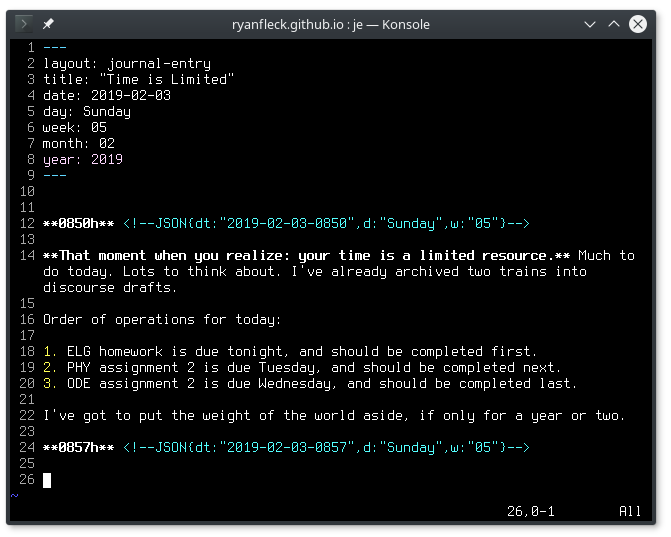 ryanfleck.github.io : je — Konsole
1 ---
2 layout: journal-entry
3 title: "Time is Limited"
4 date: 2019-02-03
5 day: Sunday
6 week: 05
7 month: 02
8 year: 2019
9 ---
10
11
12 **0850h** <!--JSON{dt:"2019-02-03-0850",d:"Sunday",w:"05"}-->
13
14 **That moment when you realize: your time is a limited resource.** Much to
do today. Lots to think about. I've already archived two trains into
discourse drafts.
15
16 Order of operations for today:
17
18 1. ELG homework is due tonight, and should be completed first.
19 2. PHY assignment 2 is due Tuesday, and should be completed next.
20 3. ODE assignment 2 is due Wednesday, and should be completed last.
21
22 I've got to put the weight of the world aside, if only for a year or two.
23
24 **0857h** <!--JSON{dt:"2019-02-03-0857",d:"Sunday",w:"05"}-->
25
26
~
26,0-1 All